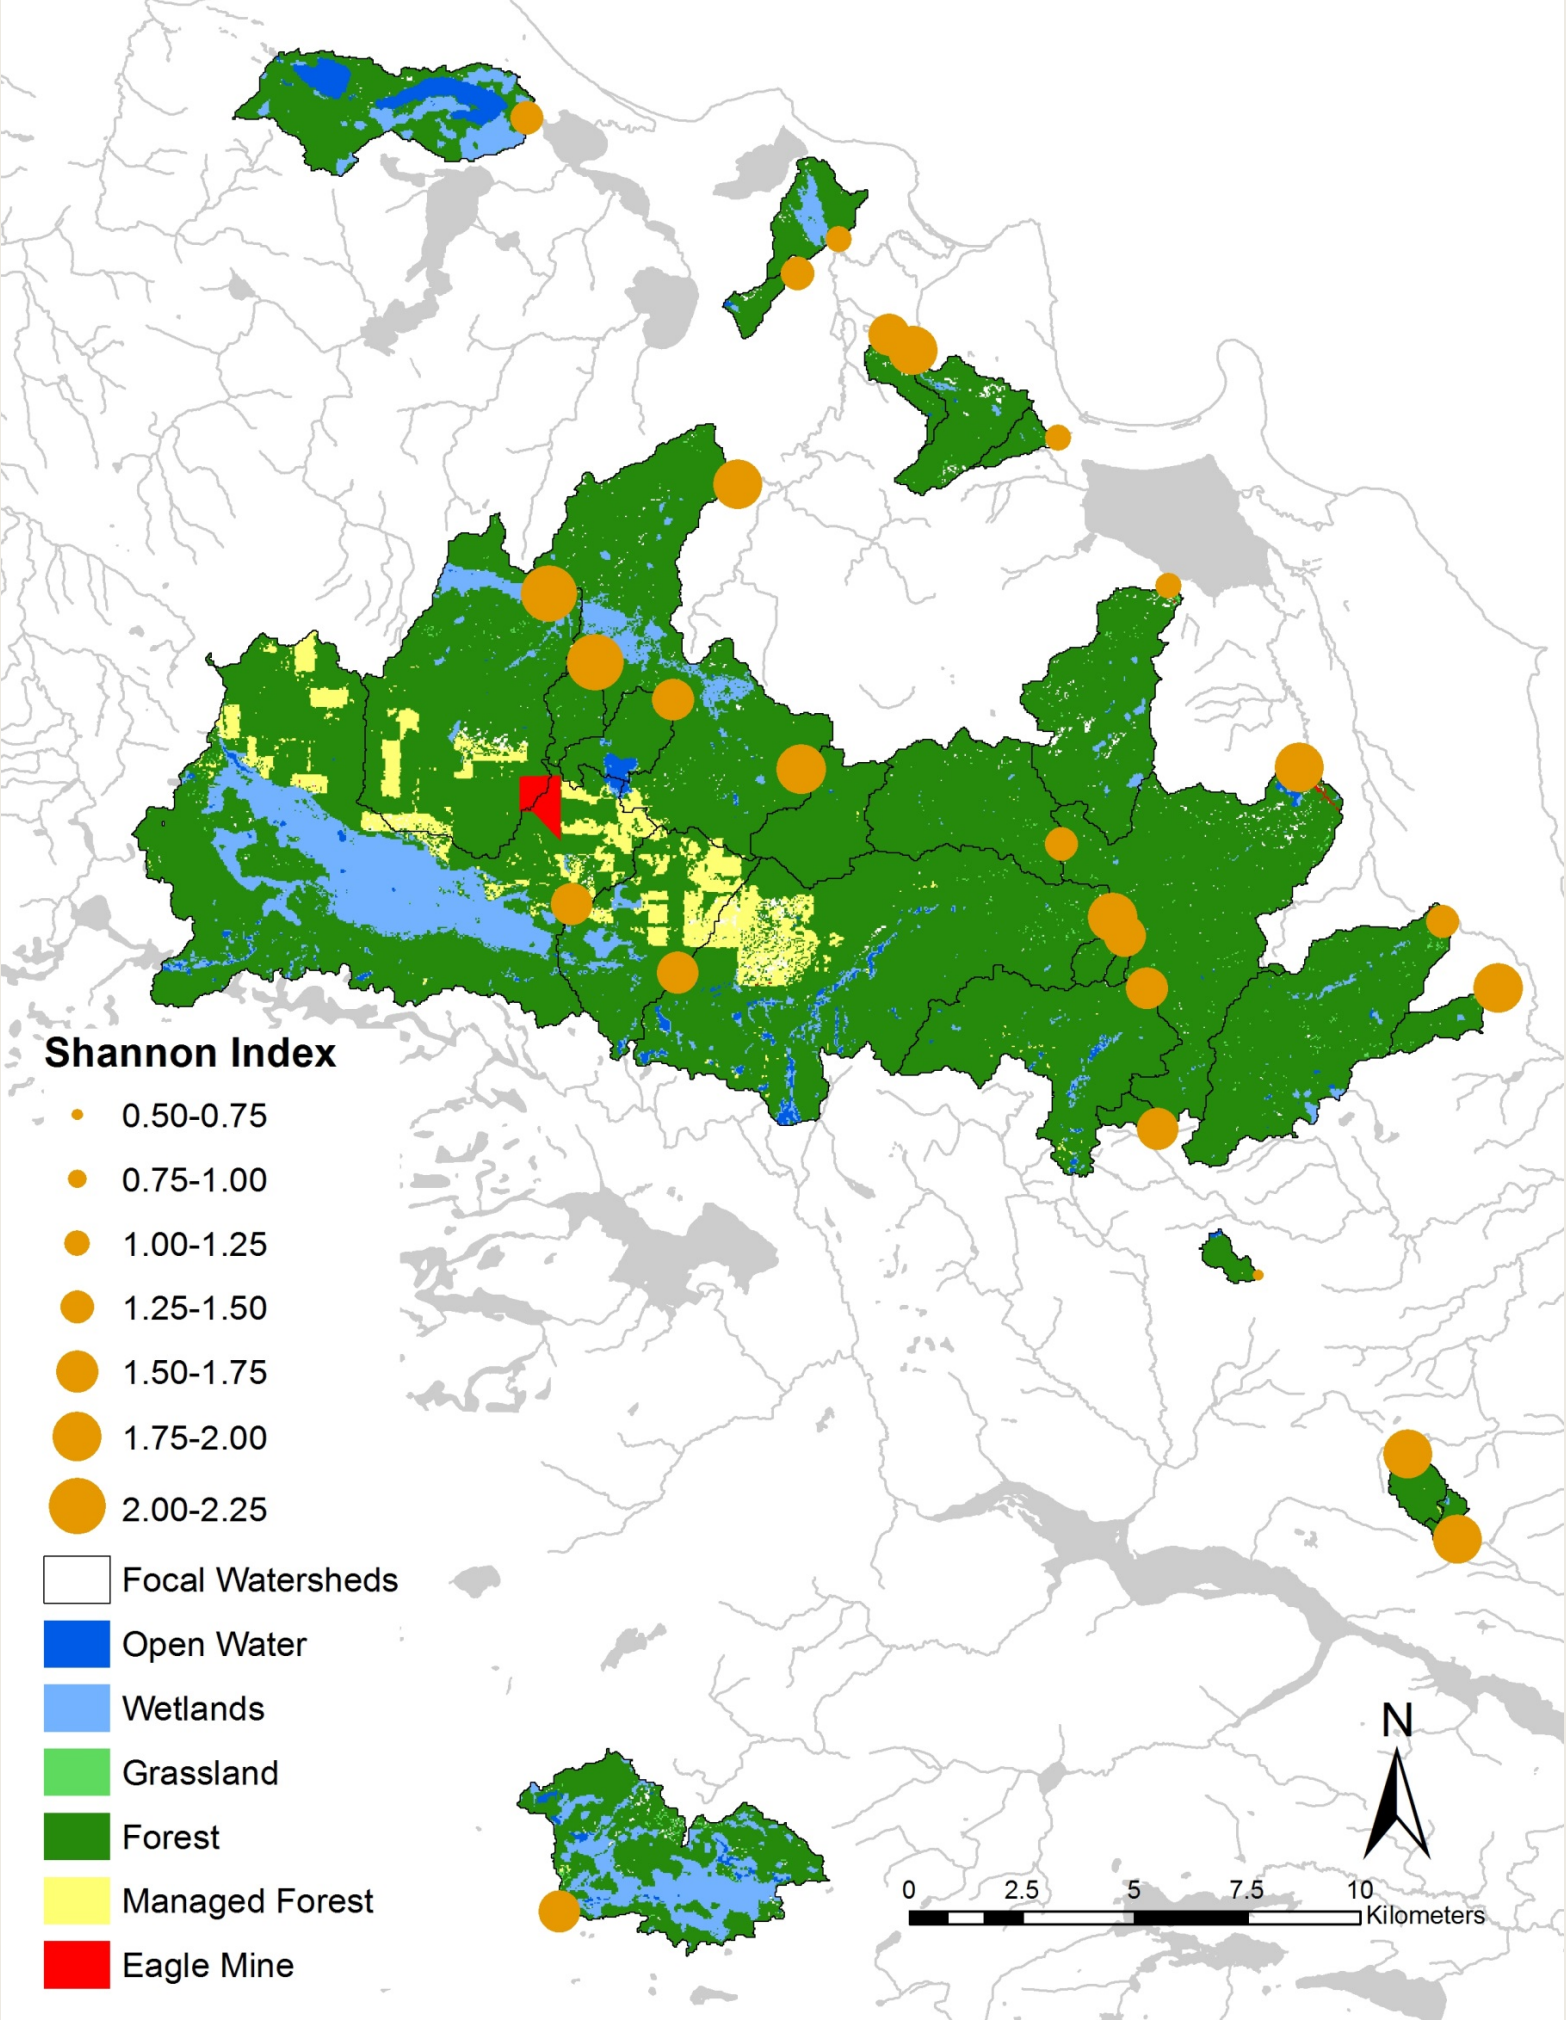 Shannon Index
0.50-0.75
0.75-1.00
1.00-1.25
1.25-1.50
1.50-1.75
1.75-2.00
2.00-2.25
Focal Watersheds
Open Water
Wetlands
Grassland
Forest
Managed Forest
Eagle Mine
N
0 2.5 5 7.5 10
Kilometers